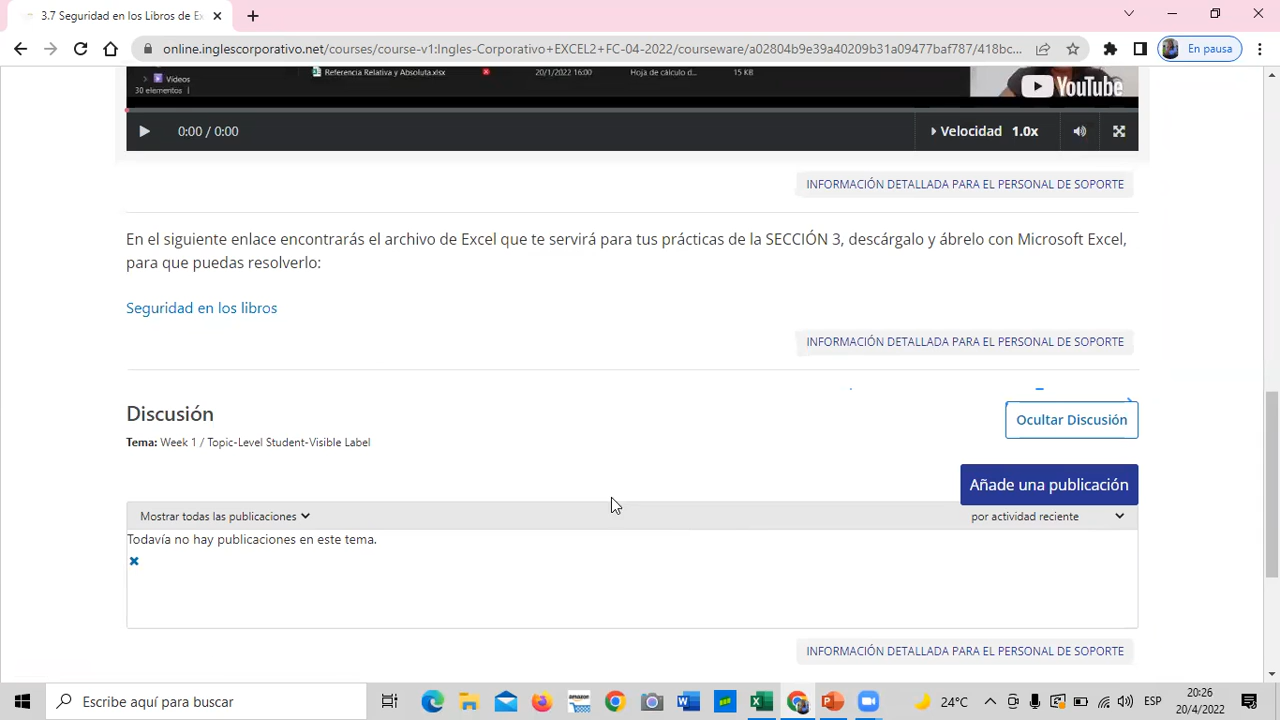 3.7 Seguridad en los Libros de Ex
online.inglescorporativo.net/courses/course-v1:Ingles-Corporativo+EXCEL2+FC-04-2022/courseware/a02804b9e39a40209b31a09477baf787/418bc...
En pausa
Vídeos
Referencia Relativa y Absoluta.xlsx 20/1/2022 16:00 Hoja de cálculo d... 15 KB
30 elementos
YouTube
0:00 / 0:00
Velocidad 1.0x
INFORMACIÓN DETALLADA PARA EL PERSONAL DE SOPORTE
En el siguiente enlace encontrarás el archivo de Excel que te servirá para tus prácticas de la SECCIÓN 3, descárgalo y ábrelo con Microsoft Excel,
para que puedas resolverlo:
Seguridad en los libros
INFORMACIÓN DETALLADA PARA EL PERSONAL DE SOPORTE
Discusión
Ocultar Discusión
Tema: Week 1 / Topic-Level Student-Visible Label
Añade una publicación
Mostrar todas las publicaciones
por actividad reciente
Todavía no hay publicaciones en este tema.
INFORMACIÓN DETALLADA PARA EL PERSONAL DE SOPORTE
Escribe aquí para buscar
amazon
24°C
ESP
20:26
20/4/2022